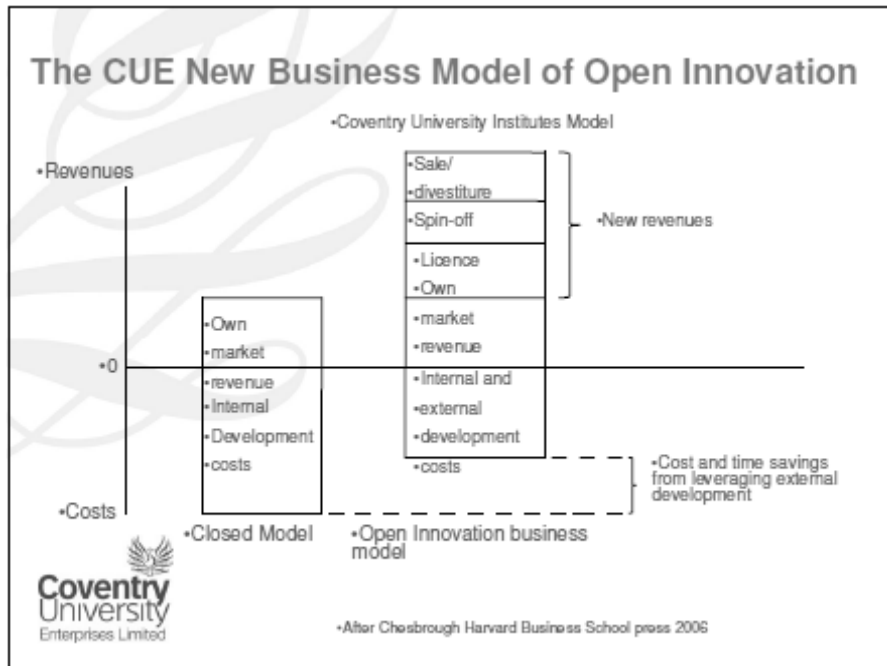 The CUE New Business Model of Open Innovation
•Coventry University Institutes Model
•Revenues
•Sale/
divestiture
•Spin-off
•New revenues
•Licence
•Own
•market
•revenue
•Own
•market
•revenue
•0
•Internal
•Development
•costs
•Internal and
•external
•development
•costs
•Cost and time savings
from leveraging external
development
•Costs
•Closed Model
•Open Innovation business
model
Coventry
University
Enterprises Limited
•After Chesbrough Harvard Business School press 2006